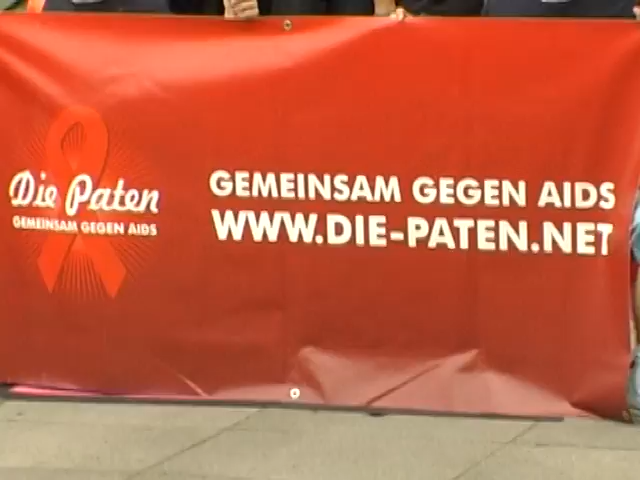 Die Paten
GEMEINSAM GEGEN AIDS
GEMEINSAM GEGEN AIDS
WWW.DIE-PATEN.NET